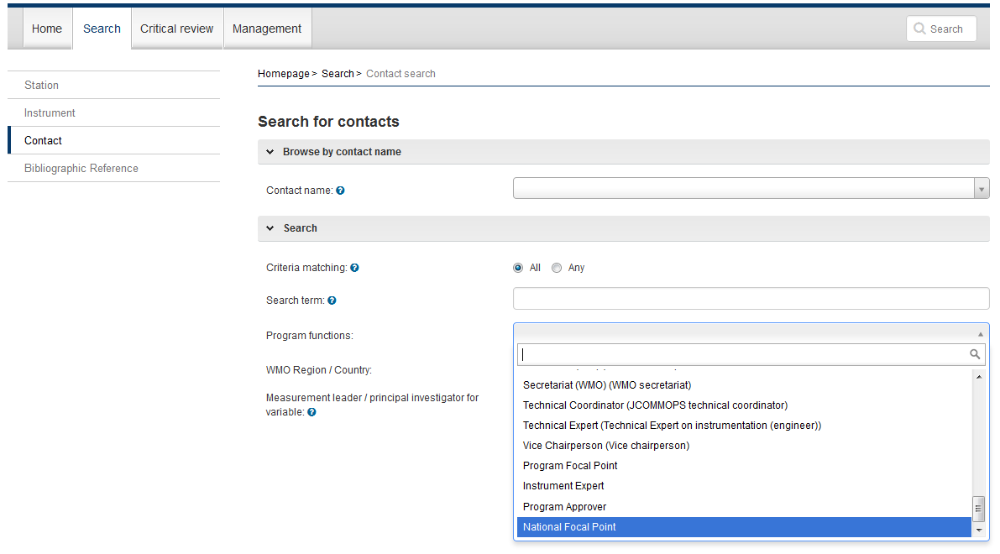 Home Search Critical review Management Search
Station
Instrument
Contact
Bibliographic Reference
Homepage > Search > Contact search
Search for contacts
Browse by contact name
Contact name: ?
Search
Criteria matching: ? All Any
Search term: ?
Program functions:
WMO Region / Country:
Measurement leader / principal investigator for
variable: ?
Secretariat (WMO) (WMO secretariat)
Technical Coordinator (JCOMMOPS technical coordinator)
Technical Expert (Technical Expert on instrumentation (engineer))
Vice Chairperson (Vice chairperson)
Program Focal Point
Instrument Expert
Program Approver
National Focal Point